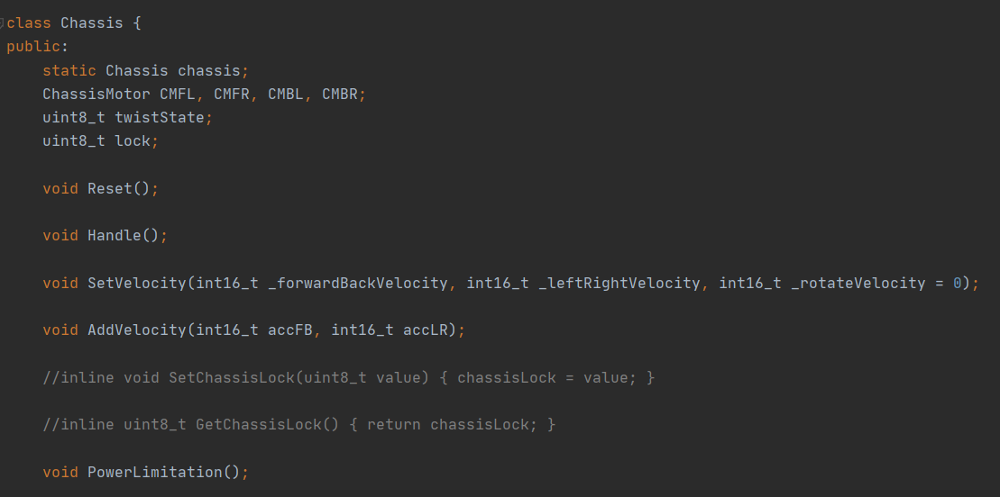 class Chassis {
public:
static Chassis chassis;
ChassisMotor CMFL, CMFR, CMBL, CMBR;
uint8_t twistState;
uint8_t lock;
void Reset();
void Handle();
void SetVelocity(int16_t _forwardBackVelocity, int16_t _leftRightVelocity, int16_t _rotateVelocity = 0);
void AddVelocity(int16_t accFB, int16_t accLR);
//inline void SetChassisLock(uint8_t value) { chassisLock = value; }
//inline uint8_t GetChassisLock() { return chassisLock; }
void PowerLimitation();